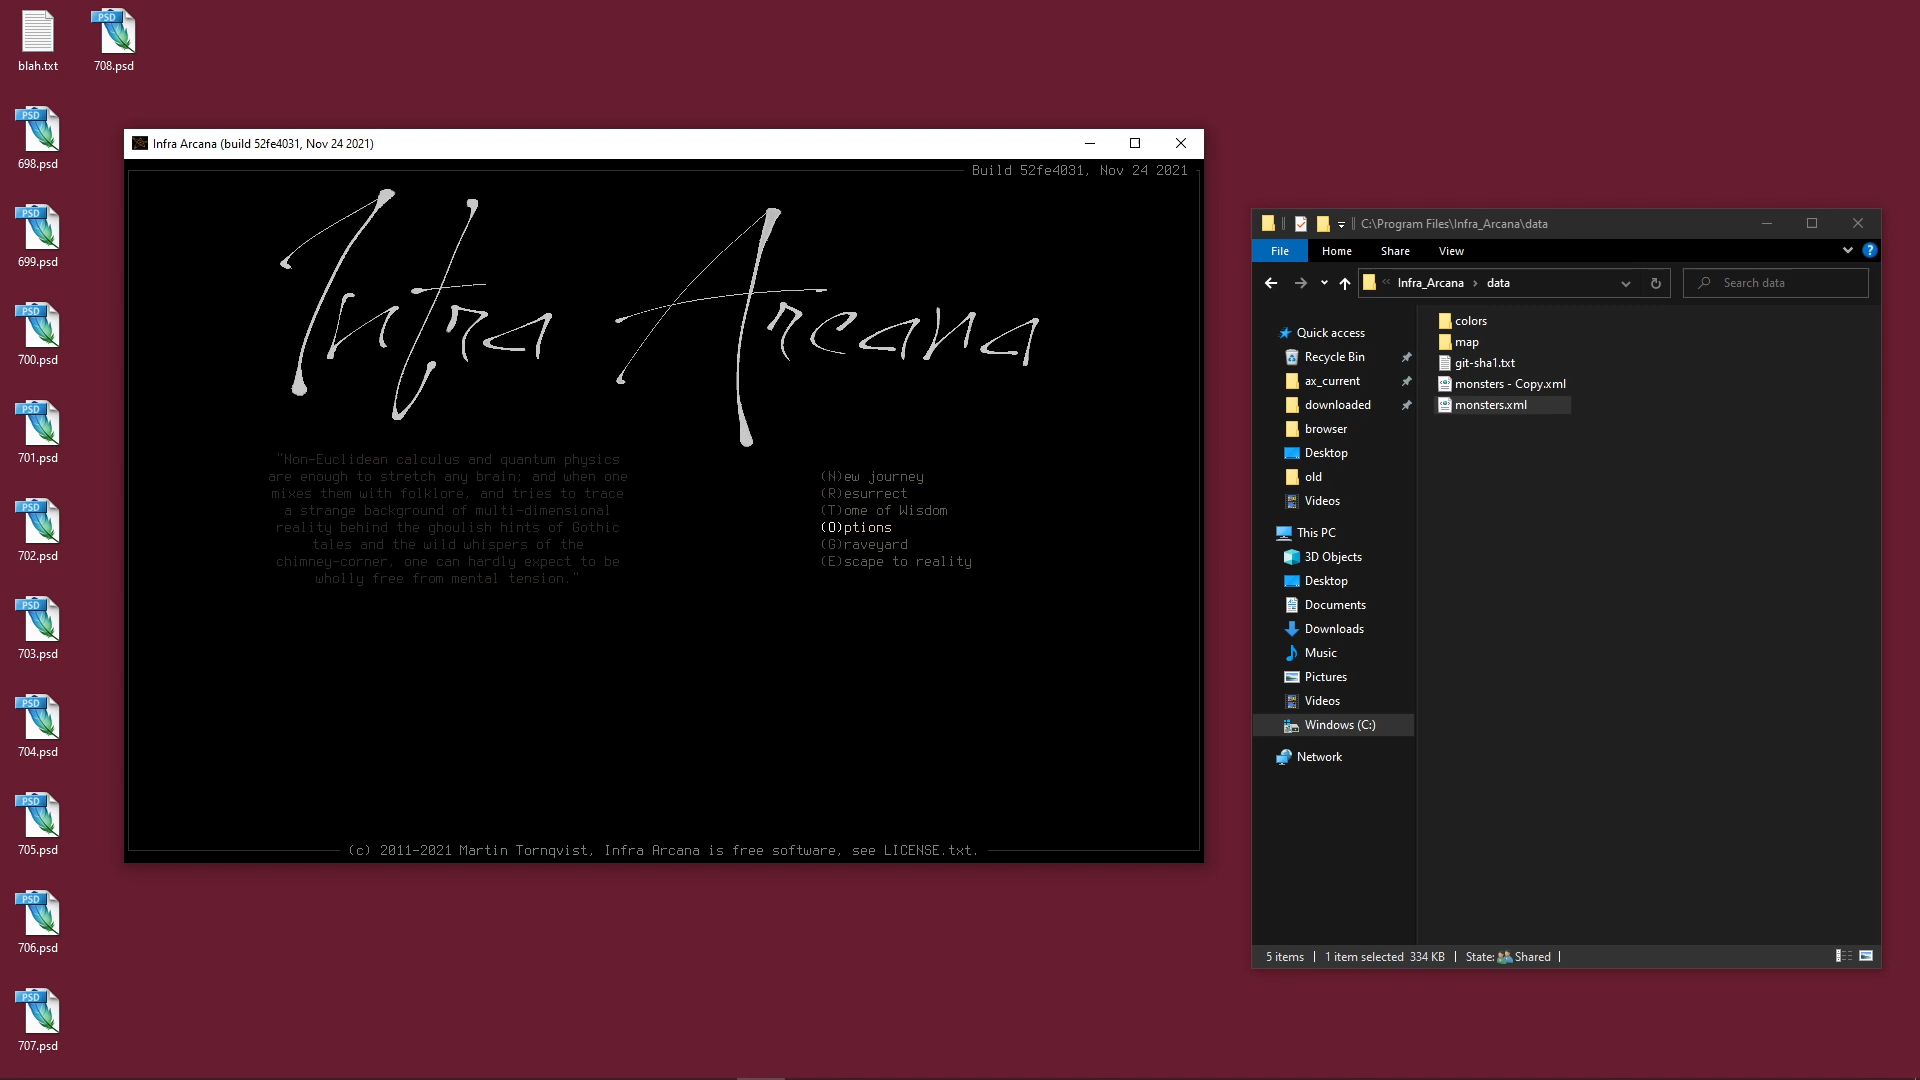 blah.txt
708.psd
698.psd
699.psd
700.psd
701.psd
702.psd
703.psd
704.psd
705.psd
706.psd
707.psd
Infra Arcana (build 52fe4031, Nov 24 2021)
Build 52fe4031, Nov 24 2021
Infra Arcana
"Non-Euclidean calculus and quantum physics
are enough to stretch any brain; and when one
mixes them with folklore, and tries to trace
a strange background of multi-dimensional
reality behind the ghoulish hints of Gothic
tales and the wild whispers of the
chimney-corner, one can hardly expect to be
wholly free from mental tension."
(N)ew journey
(R)esurrect
(T)ome of Wisdom
(O)ptions
(G)raveyard
(E)scape to reality
(c) 2011-2021 Martin Tornqvist, Infra Arcana is free software, see LICENSE.txt.
C:\Program Files\Infra_Arcana\data
File Home Share View
« Infra_Arcana › data
Search data
Quick access
Recycle Bin
ax_current
downloaded
browser
Desktop
old
Videos
This PC
3D Objects
Desktop
Documents
Downloads
Music
Pictures
Videos
Windows (C:)
Network
colors
map
git-sha1.txt
monsters - Copy.xml
monsters.xml
5 items | 1 item selected 334 KB | State: Shared |